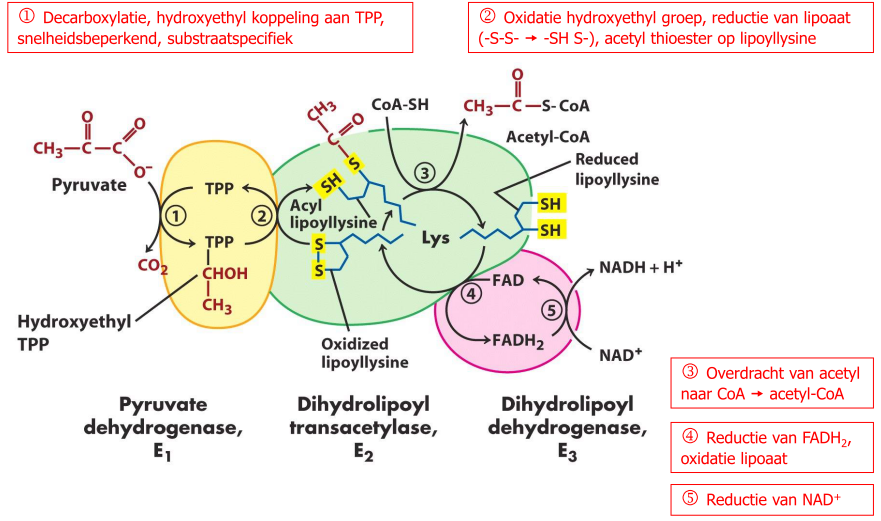 ① Decarboxylatie, hydroxyethyl koppeling aan TPP,
snelheidsbeperkend, substraatspecifiek
② Oxidatie hydroxyethyl groep, reductie van lipoaat
(-S-S- → -SH S-), acetyl thioester op lipoyllysine
CH3
C
O
CoA-SH
CH3—C—S-CoA
O
Acetyl-CoA
O
O
CH3—C—C
O-
Pyruvate
TPP
①
②
S
SH
Acyl
lipoyllysine
③
Reduced
lipoyllysine
SH
SH
Lys
TPP
CO2
CHOH
CH3
S
S
FAD
④
⑤
FADH2
NADH + H+
NAD+
Hydroxyethyl
TPP
Oxidized
lipoyllysine
Pyruvate
dehydrogenase,
E1
Dihydrolipoyl
transacetylase,
E2
Dihydrolipoyl
dehydrogenase,
E3
③ Overdracht van acetyl
naar CoA → acetyl-CoA
④ Reductie van FADH2,
oxidatie lipoaat
⑤ Reductie van NAD+